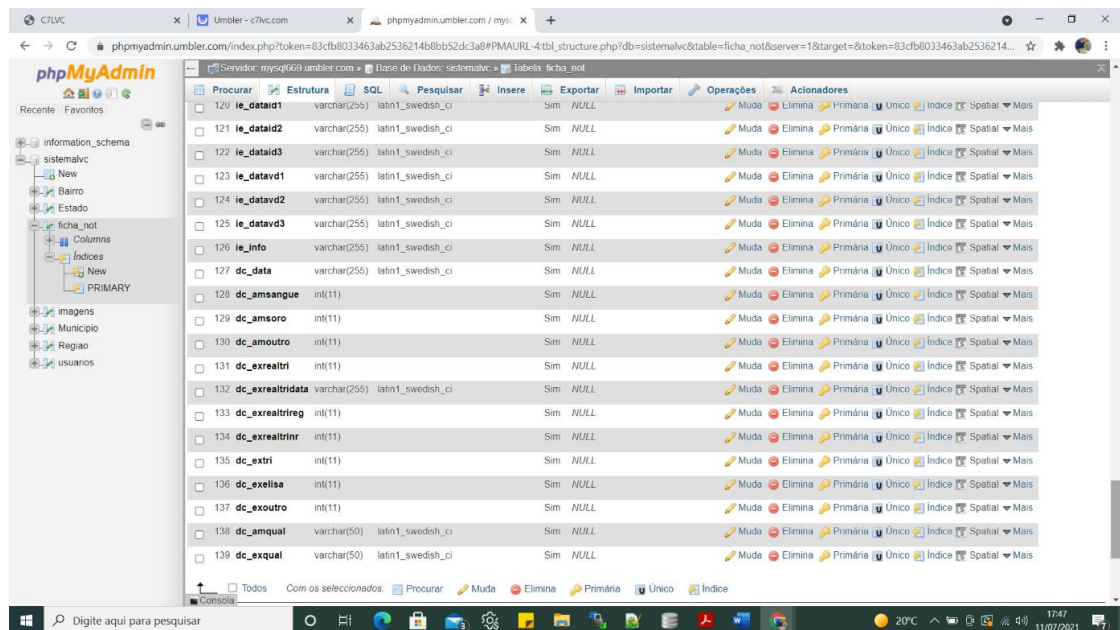 C7LVC
Umbler - c7lvc.com
phpmyadmin.umbler.com / mys
phpmyadmin.umbler.com/index.php?token=83cfb8033463ab2536214b8bb52dc3a8#PMAURL-4:tbl_structure.php?db=sistemalvc&table=ficha_not&server=1&target=&token=83cfb8033463ab2536214...
phpMyAdmin
Recente Favoritos
information_schema
sistemalvc
New
Bairro
Estado
ficha_not
Columns
Índices
New
PRIMARY
imagens
Municipio
Regiao
usuarios
Servidor: mysql669.umbler.com » Base de Dados: sistemalvc » Tabela: ficha_not
Procurar Estrutura SQL Pesquisar Insere Exportar Importar Operações Acionadores
120 ie_dataid1 varchar(255) latin1_swedish_ci Sim NULL Muda Elimina Primária Único Índice Spatial Mais
121 ie_dataid2 varchar(255) latin1_swedish_ci Sim NULL Muda Elimina Primária Único Índice Spatial Mais
122 ie_dataid3 varchar(255) latin1_swedish_ci Sim NULL Muda Elimina Primária Único Índice Spatial Mais
123 ie_datavd1 varchar(255) latin1_swedish_ci Sim NULL Muda Elimina Primária Único Índice Spatial Mais
124 ie_datavd2 varchar(255) latin1_swedish_ci Sim NULL Muda Elimina Primária Único Índice Spatial Mais
125 ie_datavd3 varchar(255) latin1_swedish_ci Sim NULL Muda Elimina Primária Único Índice Spatial Mais
126 ie_info varchar(255) latin1_swedish_ci Sim NULL Muda Elimina Primária Único Índice Spatial Mais
127 dc_data varchar(255) latin1_swedish_ci Sim NULL Muda Elimina Primária Único Índice Spatial Mais
128 dc_amsangue int(11) Sim NULL Muda Elimina Primária Único Índice Spatial Mais
129 dc_amsoro int(11) Sim NULL Muda Elimina Primária Único Índice Spatial Mais
130 dc_amoutro int(11) Sim NULL Muda Elimina Primária Único Índice Spatial Mais
131 dc_exrealtri int(11) Sim NULL Muda Elimina Primária Único Índice Spatial Mais
132 dc_exrealtridata varchar(255) latin1_swedish_ci Sim NULL Muda Elimina Primária Único Índice Spatial Mais
133 dc_exrealtrireg int(11) Sim NULL Muda Elimina Primária Único Índice Spatial Mais
134 dc_exrealtrinr int(11) Sim NULL Muda Elimina Primária Único Índice Spatial Mais
135 dc_extri int(11) Sim NULL Muda Elimina Primária Único Índice Spatial Mais
136 dc_exelisa int(11) Sim NULL Muda Elimina Primária Único Índice Spatial Mais
137 dc_exoutro int(11) Sim NULL Muda Elimina Primária Único Índice Spatial Mais
138 dc_amqual varchar(50) latin1_swedish_ci Sim NULL Muda Elimina Primária Único Índice Spatial Mais
139 dc_exqual varchar(50) latin1_swedish_ci Sim NULL Muda Elimina Primária Único Índice Spatial Mais
Todos Com os seleccionados: Procurar Muda Elimina Primária Único Índice
Consola
Digite aqui para pesquisar
20°C
17:47
11/07/2021